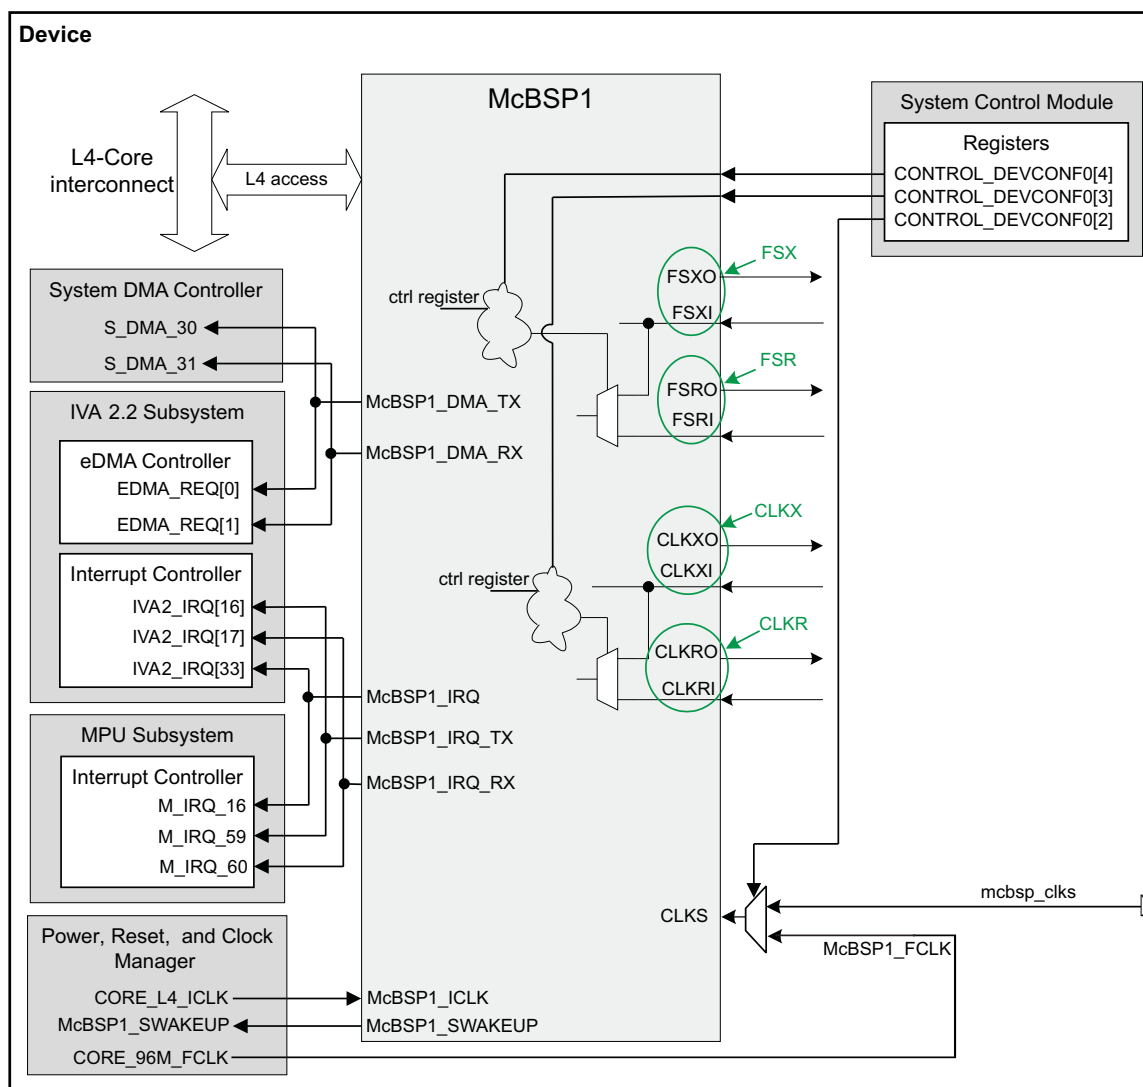 Device
McBSP1
System Control Module
Registers
CONTROL_DEVCONF0[4]
CONTROL_DEVCONF0[3]
CONTROL_DEVCONF0[2]
L4-Core
interconnect
L4 access
System DMA Controller
S_DMA_30
S_DMA_31
IVA 2.2 Subsystem
eDMA Controller
EDMA_REQ[0]
EDMA_REQ[1]
Interrupt Controller
IVA2_IRQ[16]
IVA2_IRQ[17]
IVA2_IRQ[33]
MPU Subsystem
Interrupt Controller
M_IRQ_16
M_IRQ_59
M_IRQ_60
Power, Reset, and Clock
Manager
CORE_L4_ICLK
McBSP1_SWAKEUP
CORE_96M_FCLK
McBSP1_DMA_TX
McBSP1_DMA_RX
McBSP1_IRQ
McBSP1_IRQ_TX
McBSP1_IRQ_RX
McBSP1_ICLK
McBSP1_SWAKEUP
ctrl register
ctrl register
FSX
FSXO
FSXI
FSR
FSRO
FSRI
CLKX
CLKXO
CLKXI
CLKR
CLKRO
CLKRI
CLKS
mcbsp_clks
McBSP1_FCLK